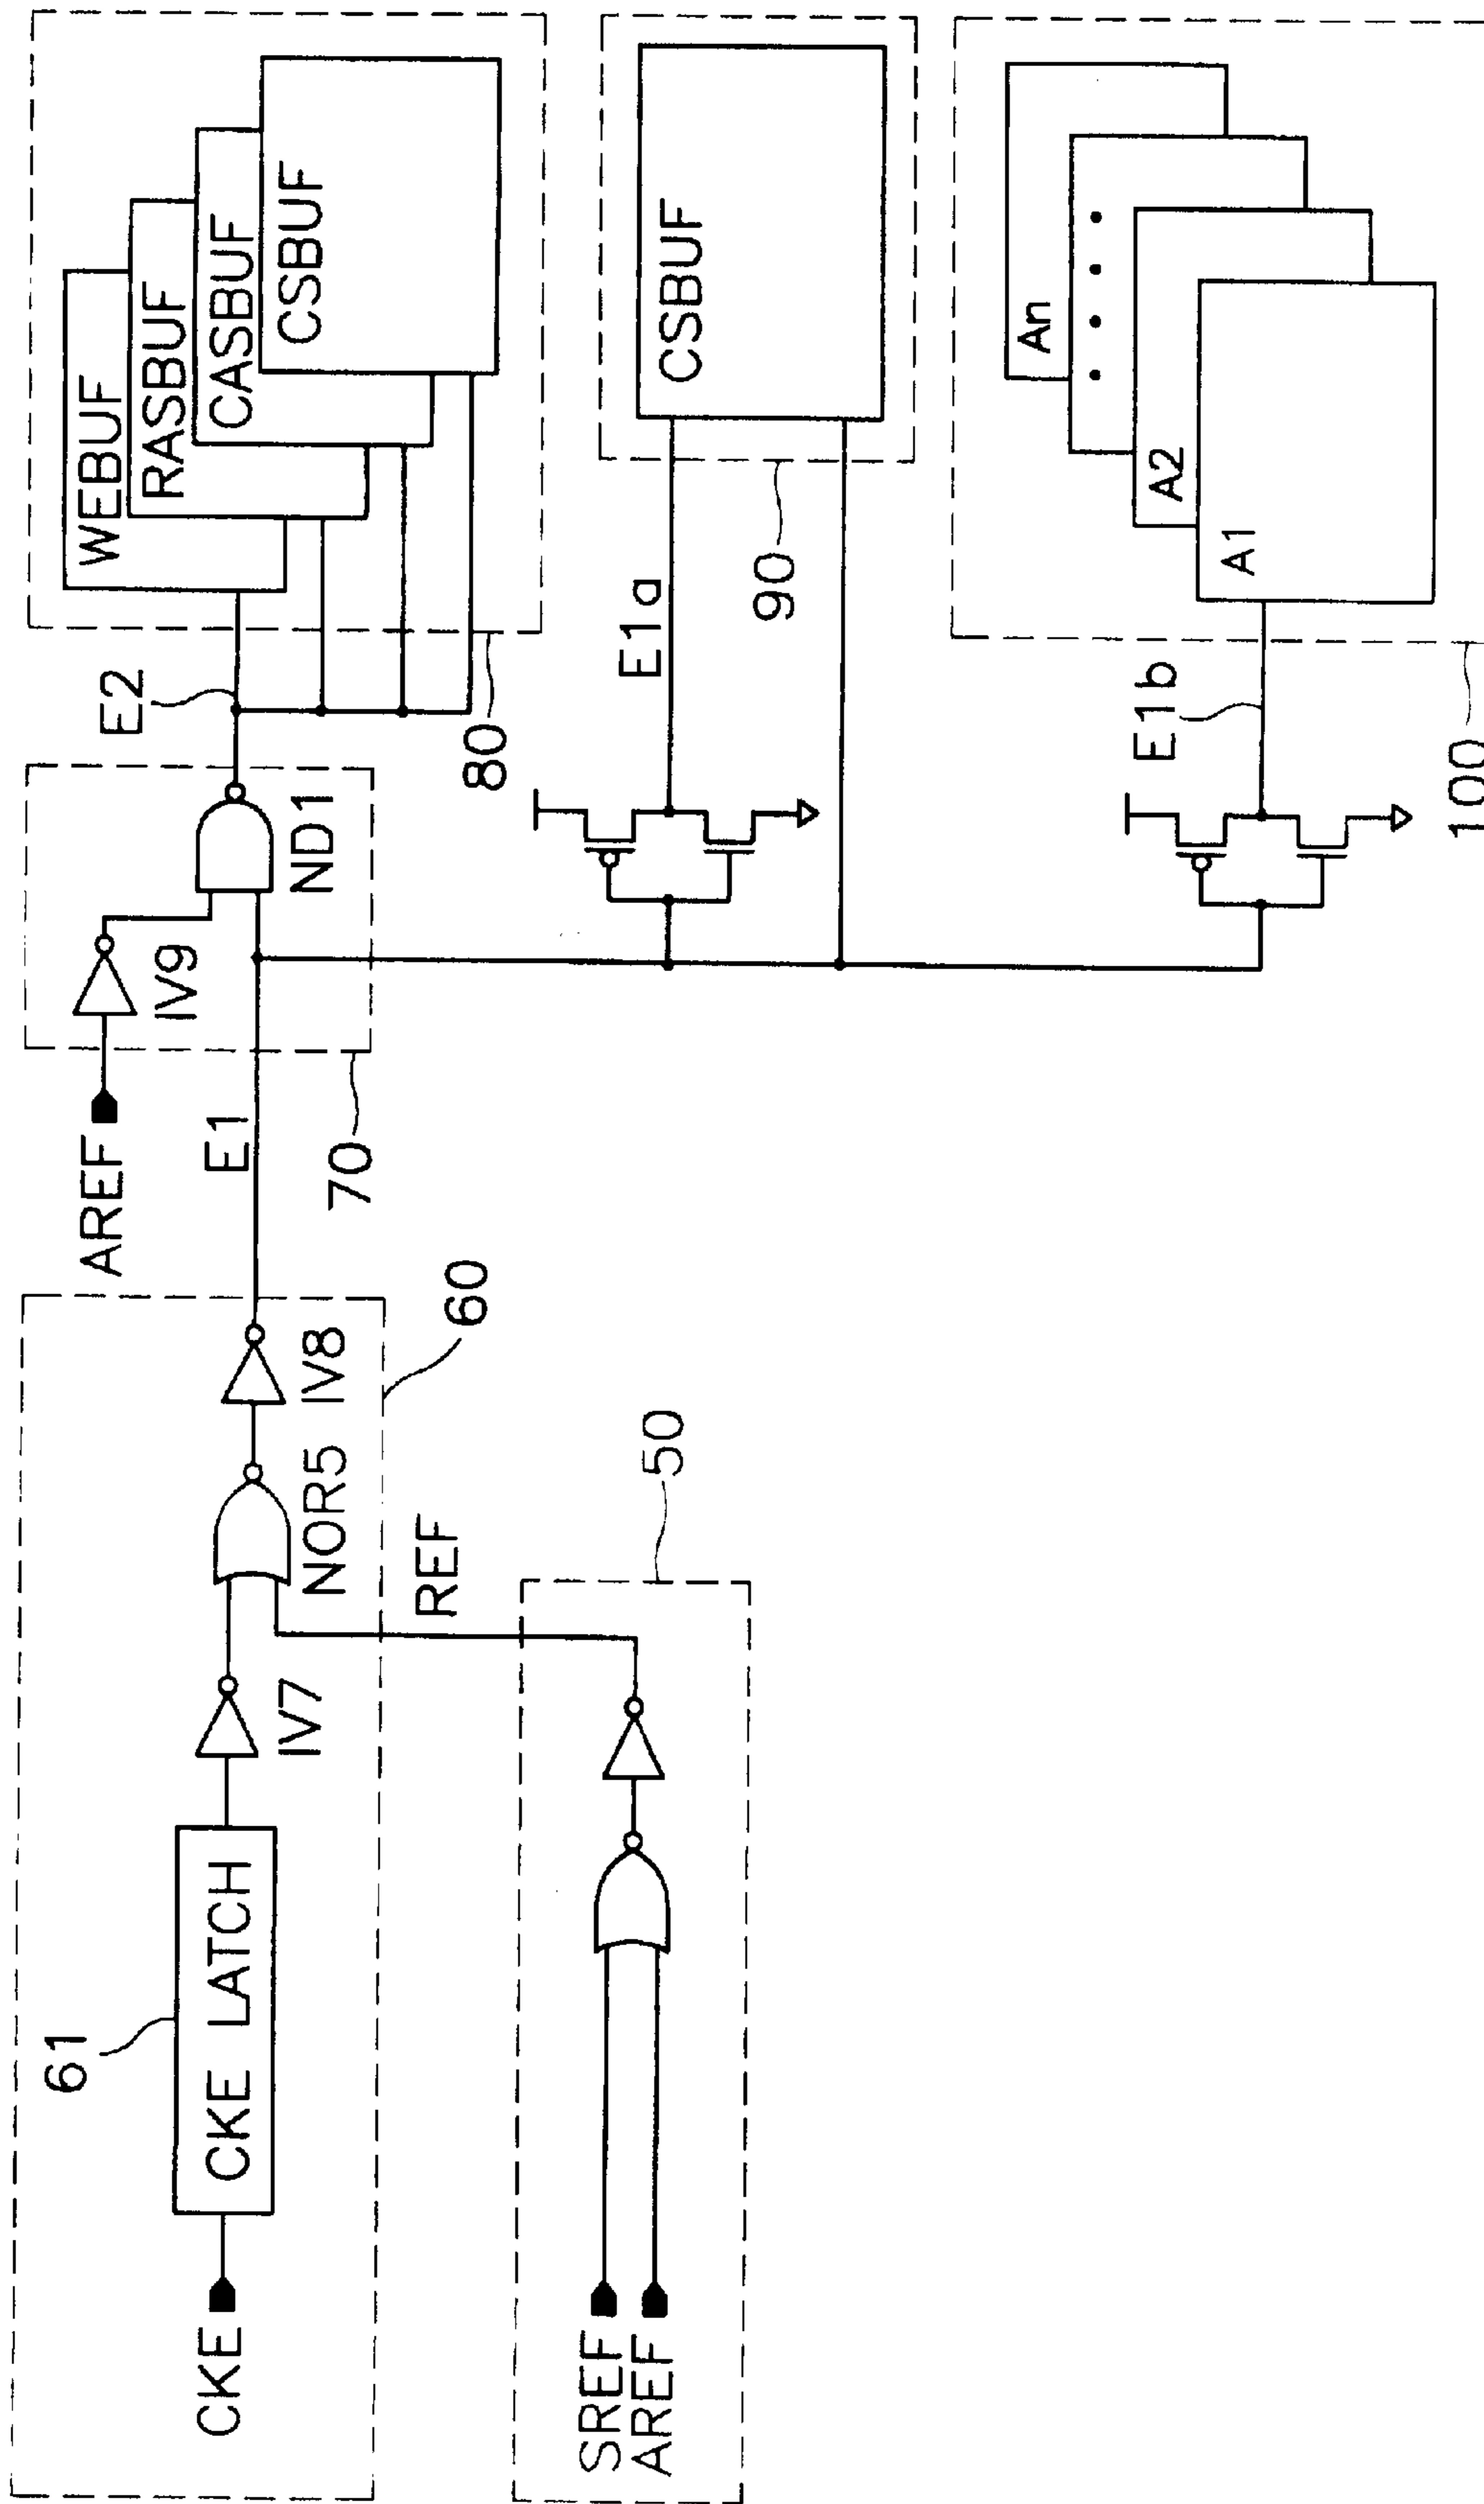 61
CKE
CKE LATCH
IV7
NOR5
IV8
60
SREF
AREF
REF
50
AREF
E1
IV9
ND1
70
E2
WEBUF
RASBUF
CASBUF
CSBUF
80
E1a
CSBUF
90
E1b
An
A2
A1
100